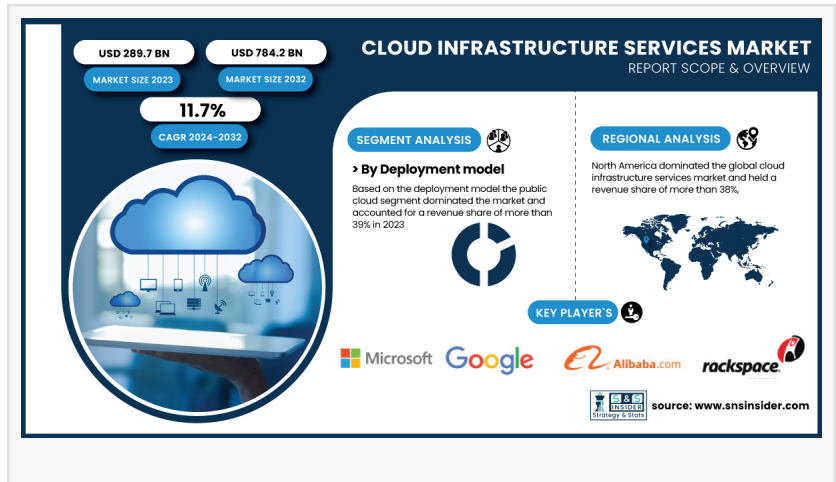 CLOUD INFRASTRUCTURE SERVICES MARKET
REPORT SCOPE & OVERVIEW
USD 289.7 BN
MARKET SIZE 2023
USD 784.2 BN
MARKET SIZE 2032
11.7%
CAGR 2024-2032
SEGMENT ANALYSIS
> By Deployment model
Based on the deployment model the public
cloud segment dominated the market and
accounted for a revenue share of more than
39% in 2023
REGIONAL ANALYSIS
North America dominated the global cloud
infrastructure services market and held a
revenue share of more than 38%,
KEY PLAYER`S
Microsoft
Google
Alibaba.com
rackspace
S&S
INSIDER
Strategy & Stats
source: www.snsinsider.com